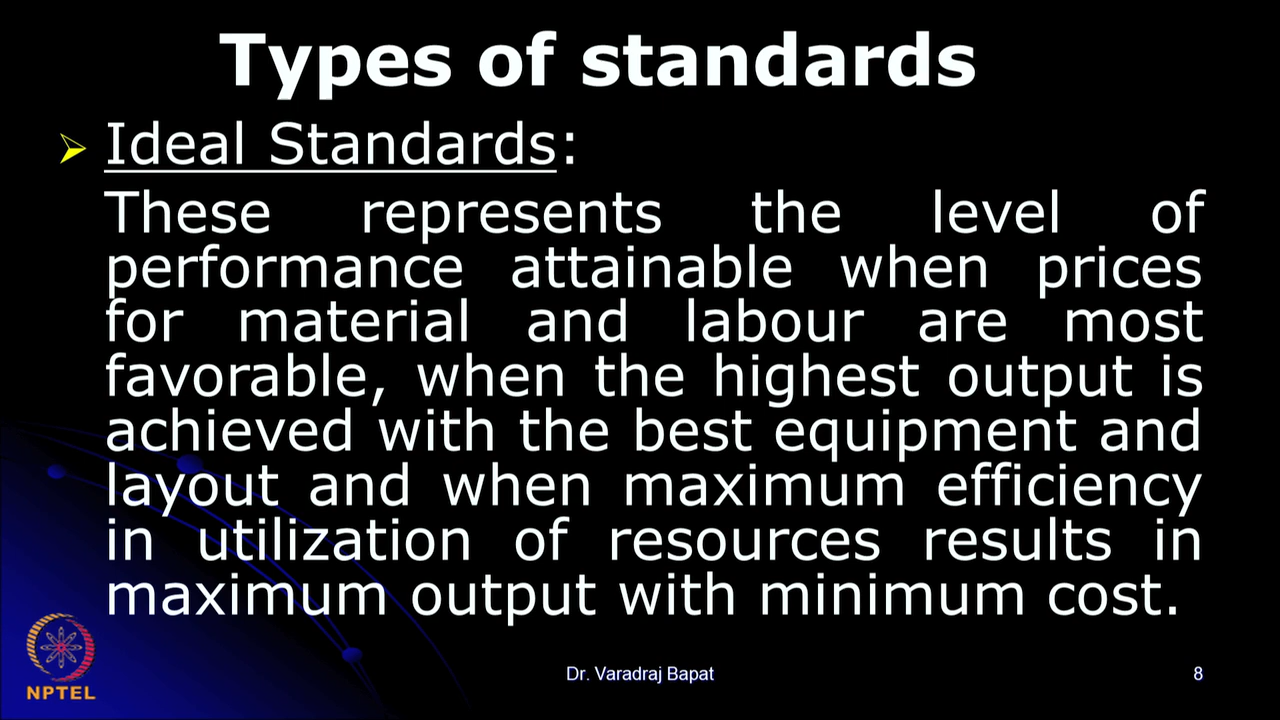 Types of standards
Ideal Standards:
These represents the level of
performance attainable when prices
for material and labour are most
favorable, when the highest output is
achieved with the best equipment and
layout and when maximum efficiency
in utilization of resources results in
maximum output with minimum cost.
NPTEL
Dr. Varadraj Bapat
8